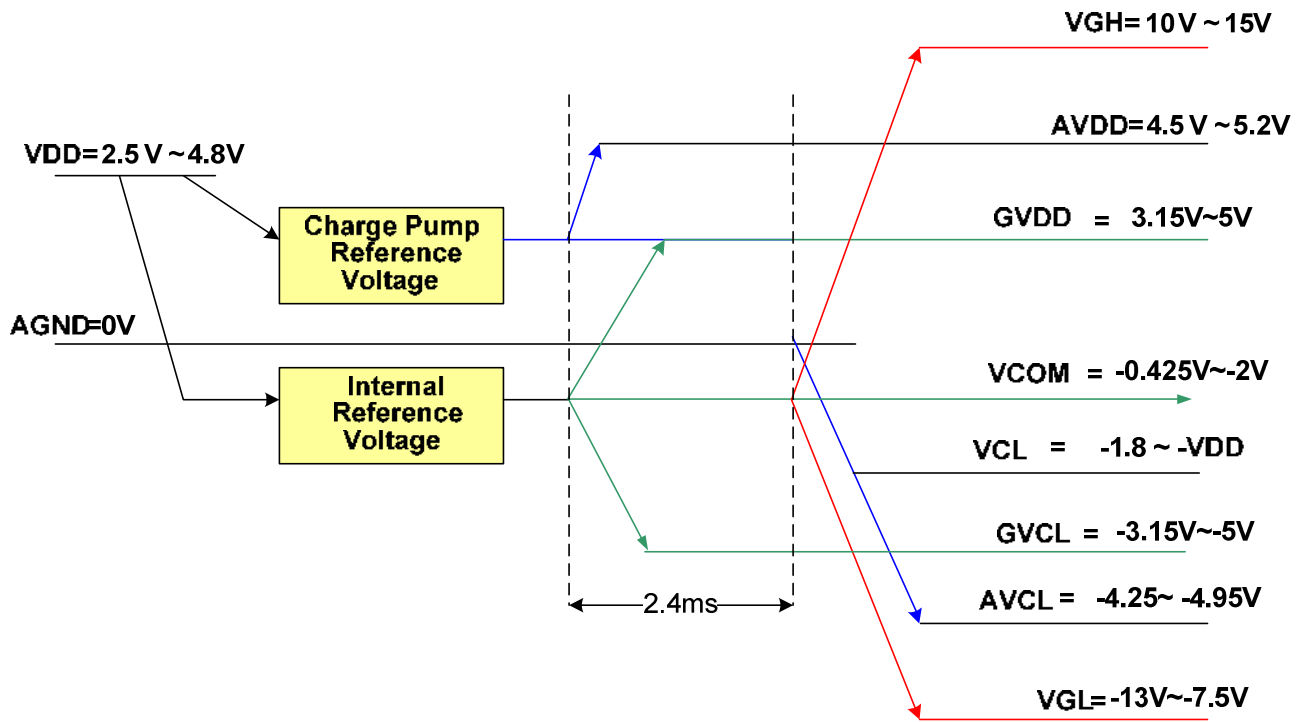 VGH= 10V ~ 15V
AVDD=4.5V ~5.2V
VDD=2.5V ~4.8V
GVDD = 3.15V~5V
Charge Pump
Reference
Voltage
AGND=0V
VCOM = -0.425V~-2V
Internal
Reference
Voltage
VCL = -1.8 ~ -VDD
GVCL = -3.15V~-5V
2.4ms
AVCL = -4.25~ -4.95V
VGL=-13V~-7.5V